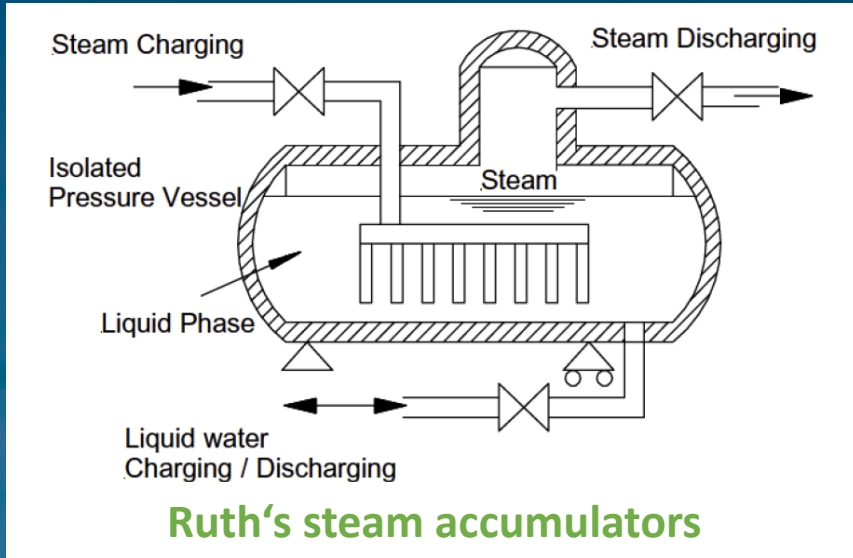 Steam Charging
Steam Discharging
Isolated
Pressure Vessel
Steam
Liquid Phase
Liquid water
Charging / Discharging
Ruth‘s steam accumulators